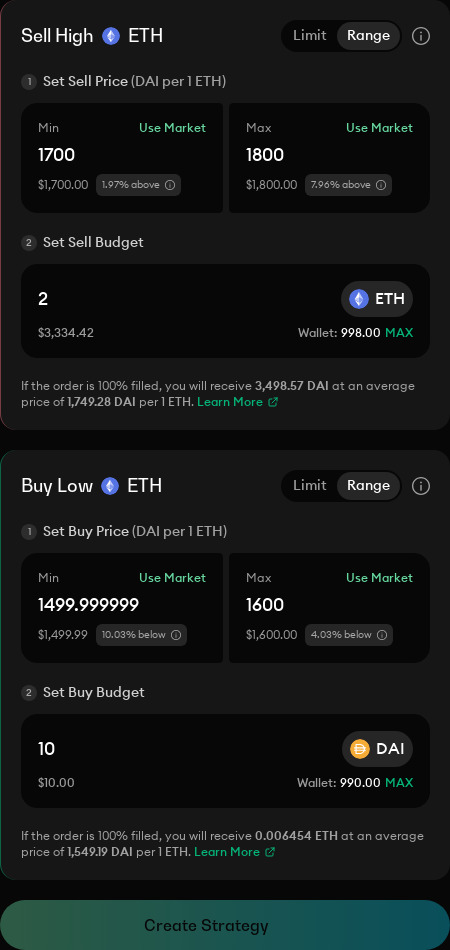 Sell High ETH Limit Range
1 Set Sell Price (DAI per 1 ETH)
Min Use Market Max Use Market
1700 1800
$1,700.00 1.97% above $1,800.00 7.96% above
2 Set Sell Budget
2 ETH
$3,334.42 Wallet: 998.00 MAX
If the order is 100% filled, you will receive 3,498.57 DAI at an average
price of 1,749.28 DAI per 1 ETH. Learn More
Buy Low ETH Limit Range
1 Set Buy Price (DAI per 1 ETH)
Min Use Market Max Use Market
1499.999999 1600
$1,499.99 10.03% below $1,600.00 4.03% below
2 Set Buy Budget
10 DAI
$10.00 Wallet: 990.00 MAX
If the order is 100% filled, you will receive 0.006454 ETH at an average
price of 1,549.19 DAI per 1 ETH. Learn More
Create Strategy